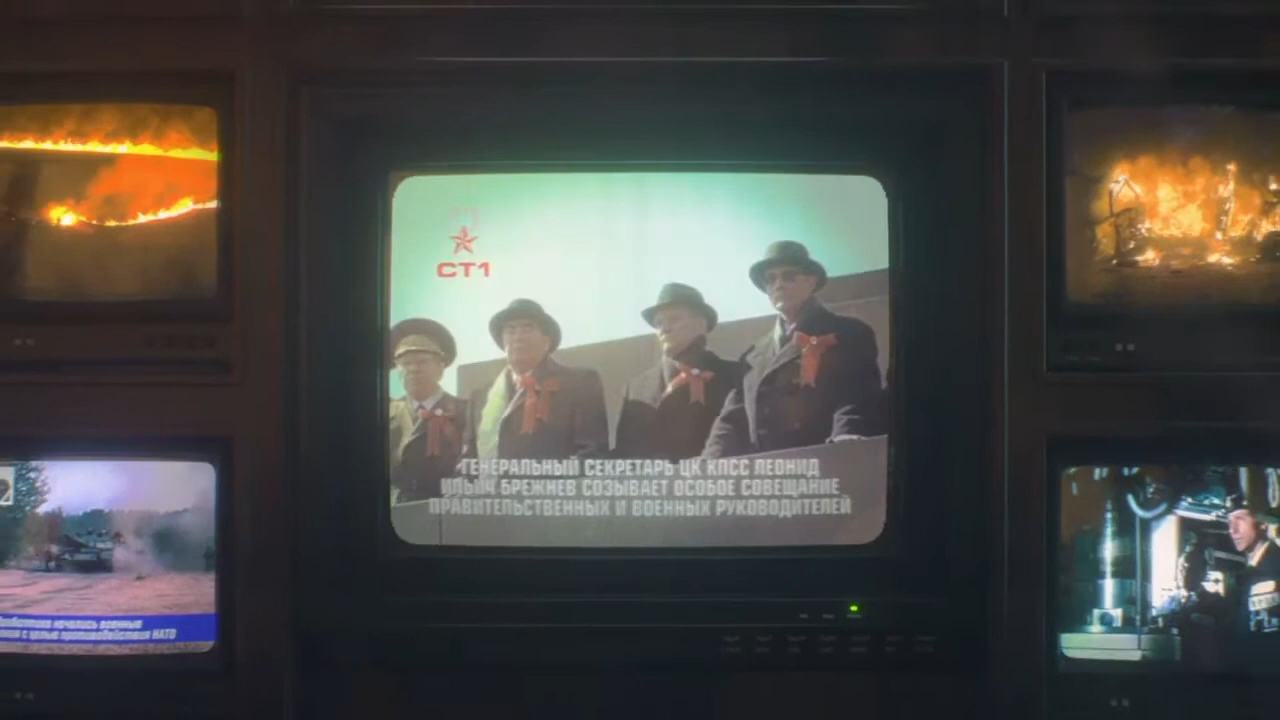 СТ1
ГЕНЕРАЛЬНЫЙ СЕКРЕТАРЬ ЦК КПСС ЛЕОНИД
ИЛЬИЧ БРЕЖНЕВ СОЗЫВАЕТ ОСОБОЕ СОВЕЩАНИЕ
ПРАВИТЕЛЬСТВЕННЫХ И ВОЕННЫХ РУКОВОДИТЕЛЕЙ
начались военные
с целью противодействия НАТО